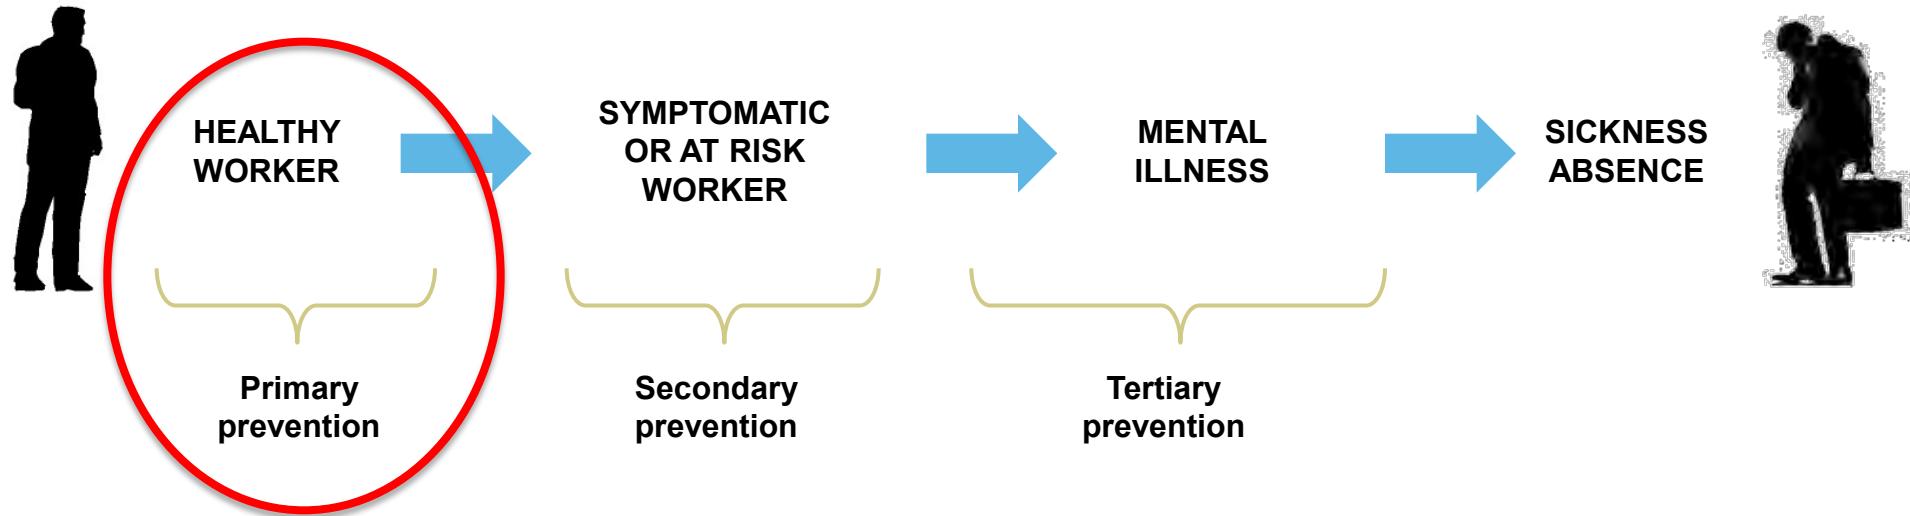 HEALTHY
WORKER
SYMPTOMATIC
OR AT RISK
WORKER
MENTAL
ILLNESS
SICKNESS
ABSENCE
Primary
prevention
Secondary
prevention
Tertiary
prevention